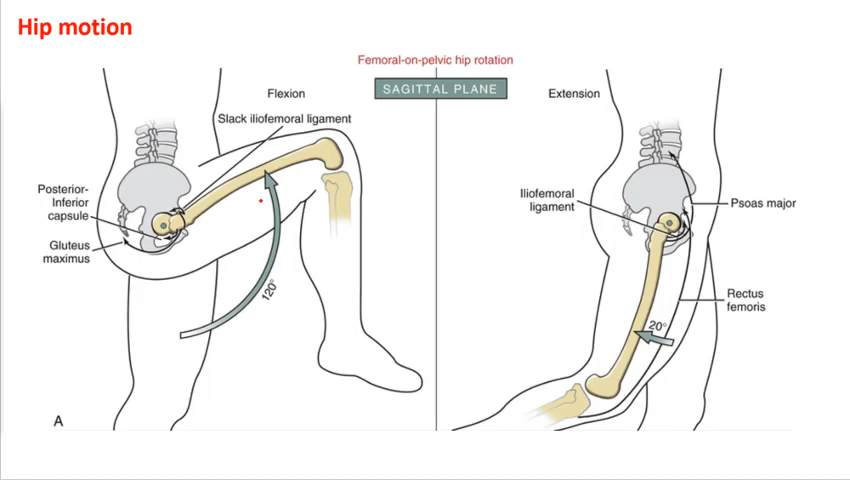 Hip motion
Femoral-on-pelvic hip rotation
SAGITTAL PLANE
Flexion
Slack iliofemoral ligament
Posterior-
Inferior
capsule
Gluteus
maximus
120°
A
Extension
Iliofemoral
ligament
Psoas major
Rectus
femoris
20°